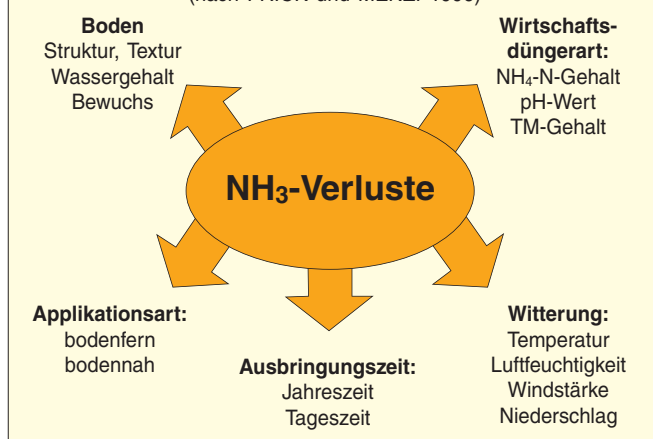 Boden
Struktur, Textur
Wassergehalt
Bewuchs
Wirtschafts-
düngerart:
NH₄-N-Gehalt
pH-Wert
TM-Gehalt
NH₃-Verluste
Applikationsart:
bodenfern
bodennah
Ausbringungszeit:
Jahreszeit
Tageszeit
Witterung:
Temperatur
Luftfeuchtigkeit
Windstärke
Niederschlag